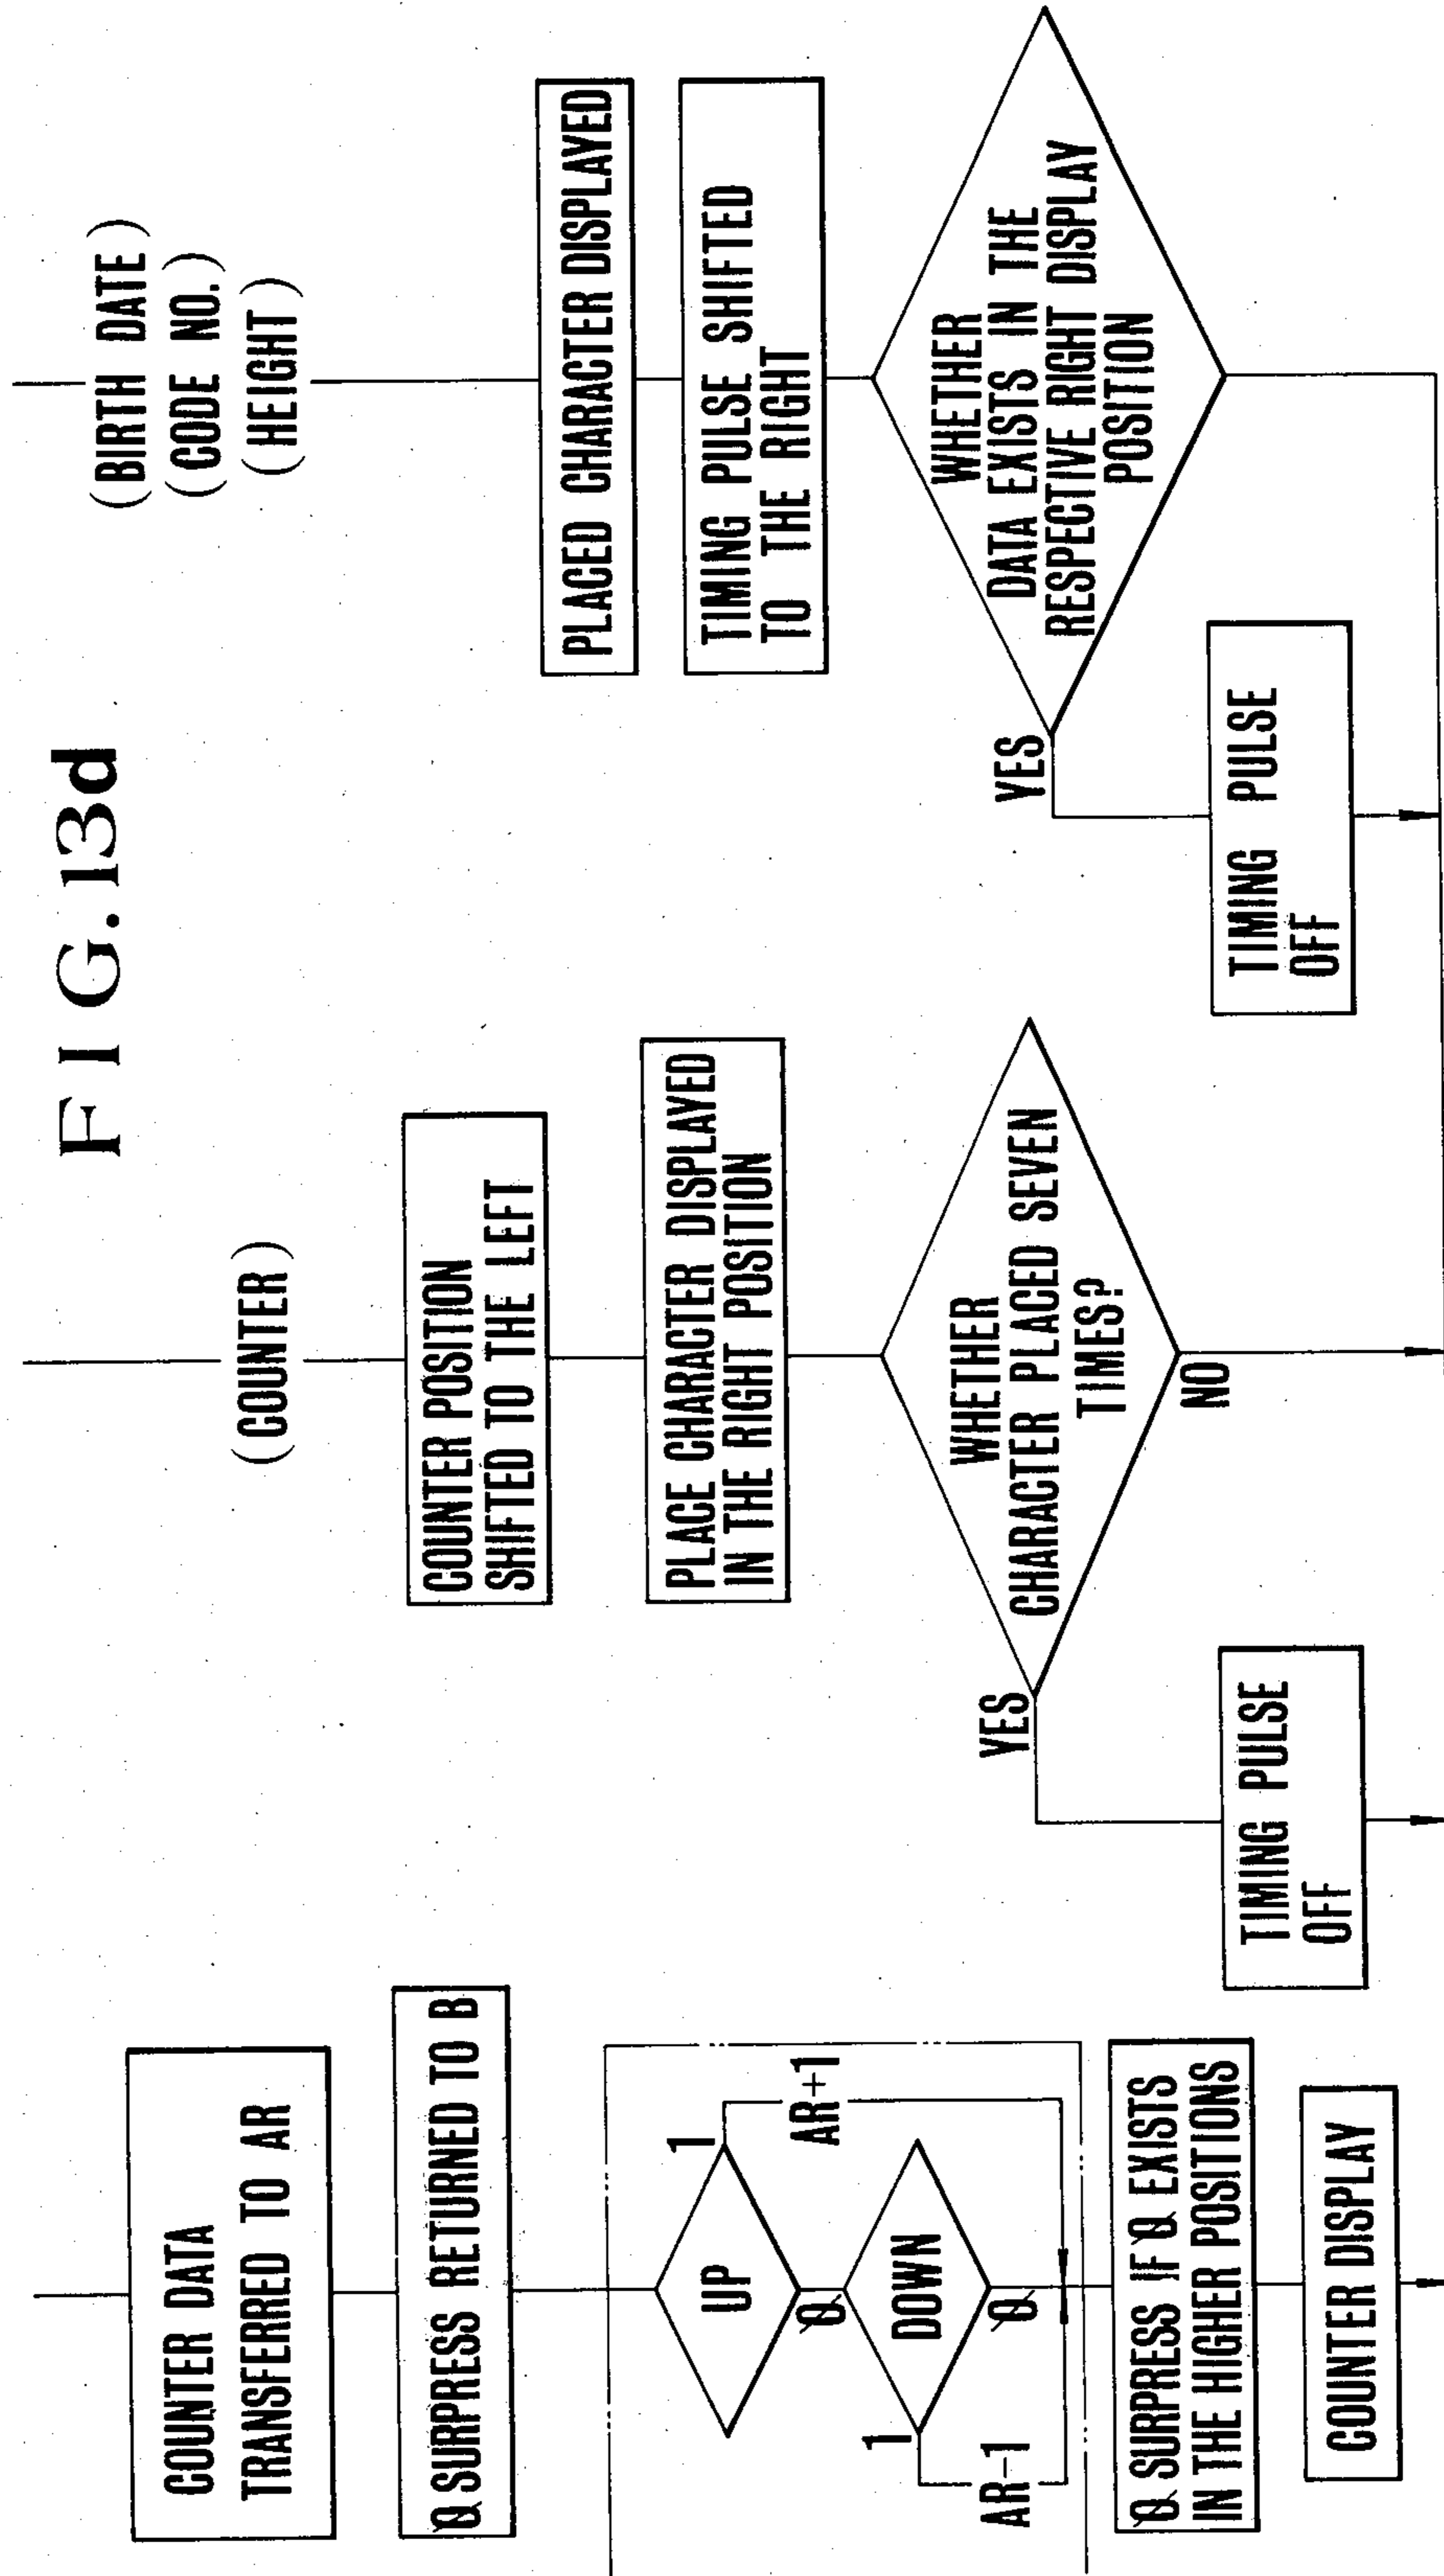 FIG.13d
COUNTER DATA
TRANSFERRED TO AR
0 SURPRESS RETURNED TO B
UP
1
AR+1
0
DOWN
1
AR-1
0
0 SURPRESS IF 0 EXISTS
IN THE HIGHER POSITIONS
COUNTER DISPLAY
(COUNTER)
COUNTER POSITION
SHIFTED TO THE LEFT
PLACE CHARACTER DISPLAYED
IN THE RIGHT POSITION
WHETHER
CHARACTER PLACED SEVEN
TIMES?
YES
NO
TIMING PULSE
OFF
(BIRTH DATE)
(CODE NO.)
(HEIGHT)
PLACED CHARACTER DISPLAYED
TIMING PULSE SHIFTED
TO THE RIGHT
WHETHER
DATA EXISTS IN THE
RESPECTIVE RIGHT DISPLAY
POSITION
YES
TIMING PULSE
OFF